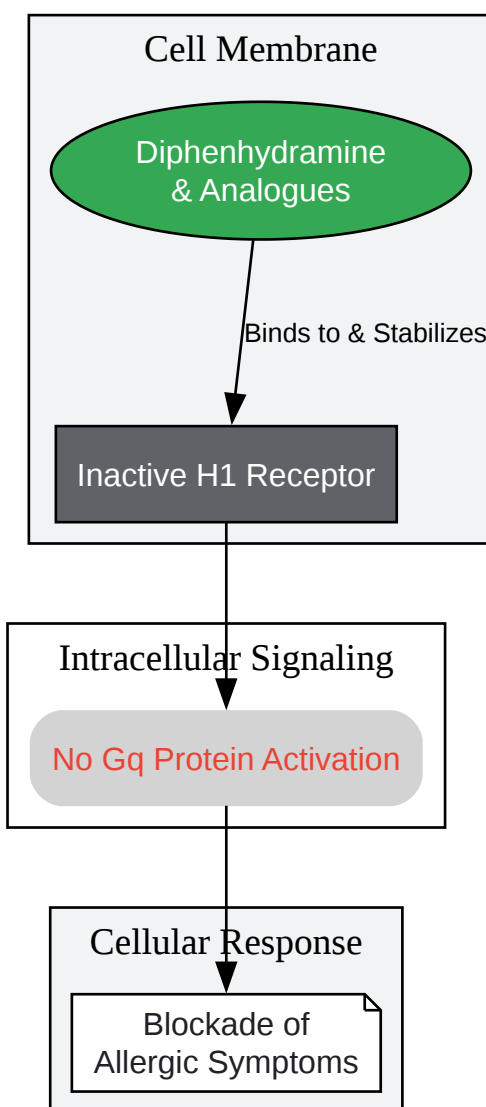 Cell Membrane
Diphenhydramine
& Analogues
Binds to & Stabilizes
Inactive H1 Receptor
Intracellular Signaling
No Gq Protein Activation
Cellular Response
Blockade of
Allergic Symptoms